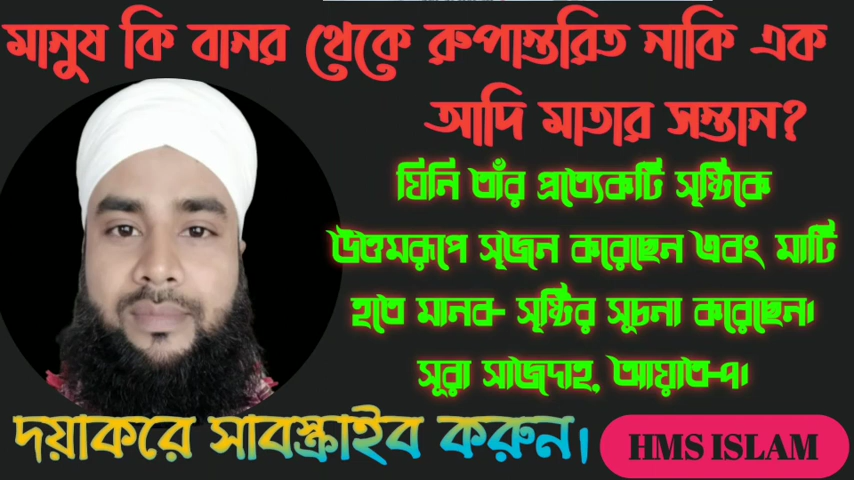 মানুষ কি বানর থেকে রুপান্তরিত নাকি এক
আদি মাতার সন্তান?
যিনি তাঁর প্রত্যেকটি সৃষ্টিকে
উত্তমরূপে সৃজন করেছেন এবং মাটি
হতে মানব- সৃষ্টির সূচনা করেছেন।
সূরা সাজদাহ, আয়াত-৭।
দয়াকরে সাবস্ক্রাইব করুন।
HMS ISLAM